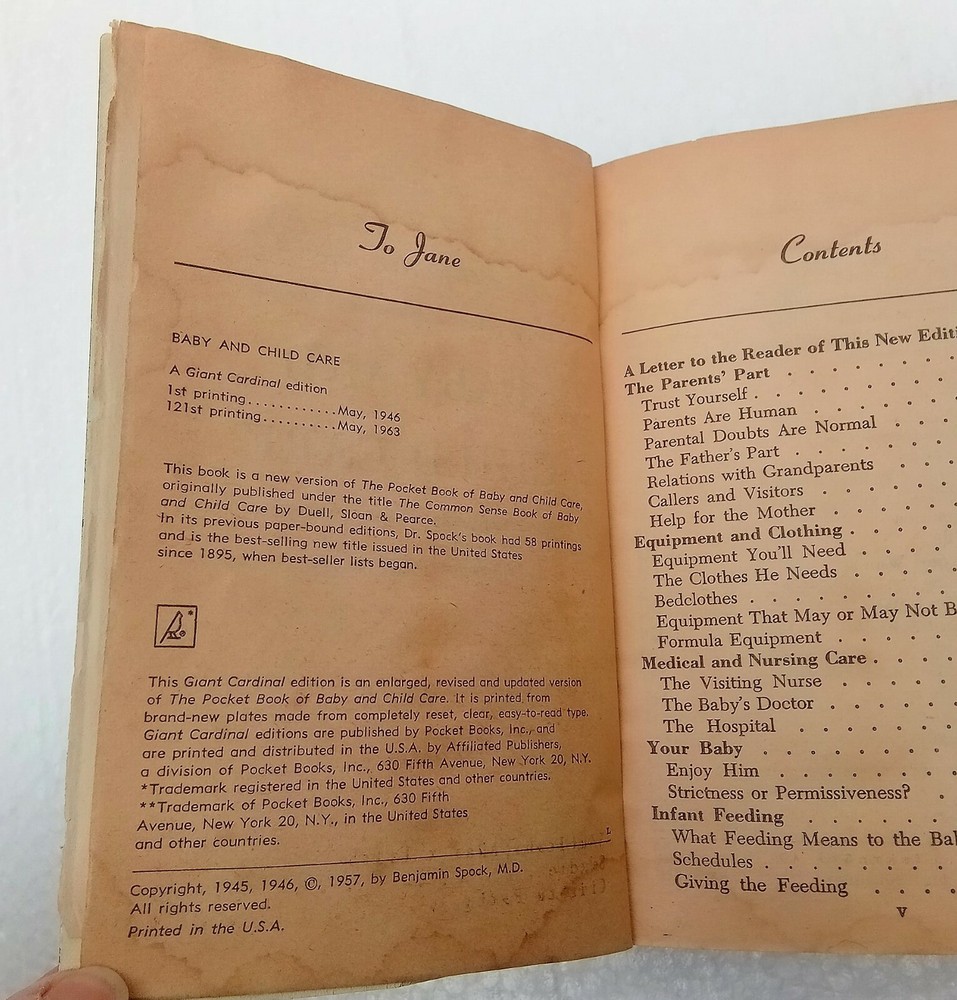 To Jane
BABY AND CHILD CARE
A Giant Cardinal edition
1st printing............May, 1946
121st printing..........May, 1963
This book is a new version of The Pocket Book of Baby and Child Care,
originally published under the title The Common Sense Book of Baby
and Child Care by Duell, Sloan & Pearce.
In its previous paper-bound editions, Dr. Spock's book had 58 printings
and is the best-selling new title issued in the United States
since 1895, when best-seller lists began.
*
This Giant Cardinal edition is an enlarged, revised and updated version
of The Pocket Book of Baby and Child Care. It is printed from
brand-new plates made from completely reset, clear, easy-to-read type.
Giant Cardinal editions are published by Pocket Books, Inc., and
are printed and distributed in the U.S.A. by Affiliated Publishers,
a division of Pocket Books, Inc., 630 Fifth Avenue, New York 20, N.Y.
*Trademark registered in the United States and other countries.
**Trademark of Pocket Books, Inc., 630 Fifth
Avenue, New York 20, N.Y., in the United States
and other countries.
L
Copyright, 1945, 1946, ©, 1957, by Benjamin Spock, M.D.
All rights reserved.
Printed in the U.S.A.
Contents
A Letter to the Reader of This New Editi
The Parents' Part . . . . . .
Trust Yourself . . . . . . .
Parents Are Human . . . . . .
Parental Doubts Are Normal . . . .
The Father's Part . . . . . .
Relations with Grandparents . . .
Callers and Visitors . . . . .
Help for the Mother . . . . .
Equipment and Clothing . . . . .
Equipment You'll Need . . . .
The Clothes He Needs . . . . .
Bedclothes . . . . . . . .
Equipment That May or May Not B
Formula Equipment . . . . .
Medical and Nursing Care . . . .
The Visiting Nurse . . . . .
The Baby's Doctor . . . . .
The Hospital . . . . . .
Your Baby . . . . . . .
Enjoy Him . . . . . . .
Strictness or Permissiveness? .
Infant Feeding . . . . . .
What Feeding Means to the Bab
Schedules . . . . . . .
Giving the Feeding . . . .
V